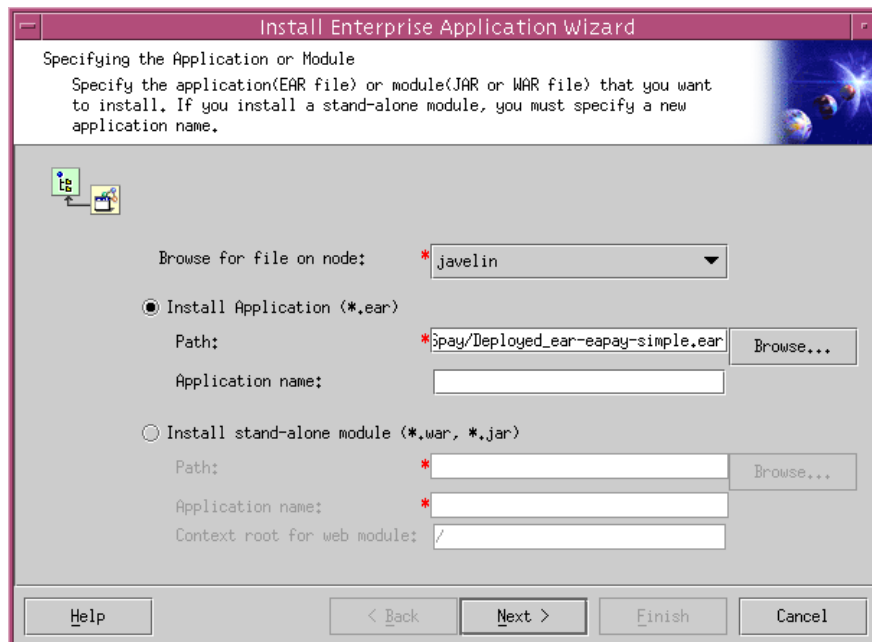 Install Enterprise Application Wizard
Specifying the Application or Module
Specify the application(EAR file) or module(JAR or WAR file) that you want
to install. If you install a stand-alone module, you must specify a new
application name.
Browse for file on node: * javelin
Install Application (*.ear)
Path: * Spay/Deployed_ear-eapay-simple.ear Browse...
Application name:
Install stand-alone module (*.war, *.jar)
Path: * Browse...
Application name: *
Context root for web module: /
Help < Back Next > Finish Cancel